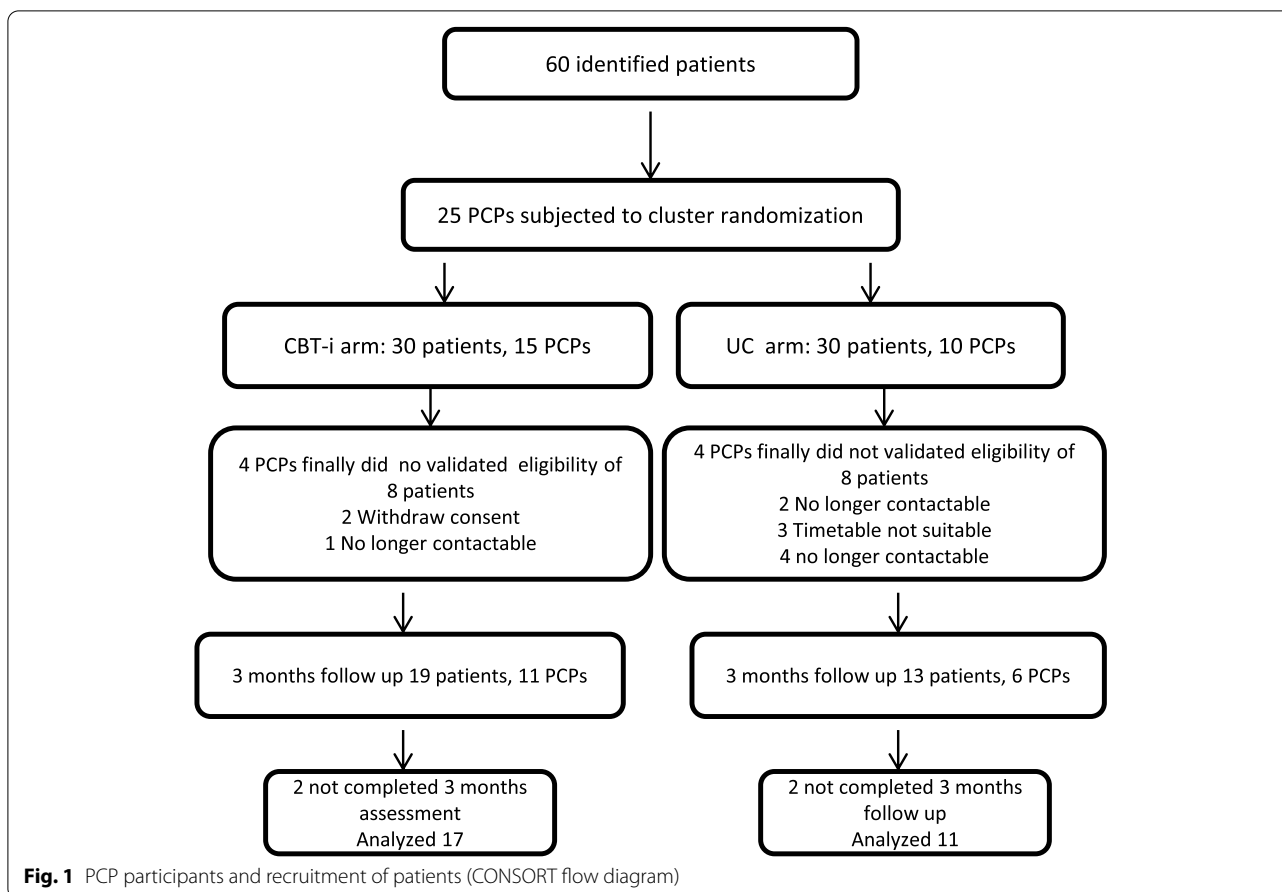 60 identified patients
25 PCPs subjected to cluster randomization
CBT-i arm: 30 patients, 15 PCPs
UC arm: 30 patients, 10 PCPs
4 PCPs finally did no validated eligibility of
8 patients
2 Withdraw consent
1 No longer contactable
4 PCPs finally did not validated eligibility of
8 patients
2 No longer contactable
3 Timetable not suitable
4 no longer contactable
3 months follow up 19 patients, 11 PCPs
3 months follow up 13 patients, 6 PCPs
2 not completed 3 months
assessment
Analyzed 17
2 not completed 3 months
follow up
Analyzed 11
Fig. 1 PCP participants and recruitment of patients (CONSORT flow diagram)